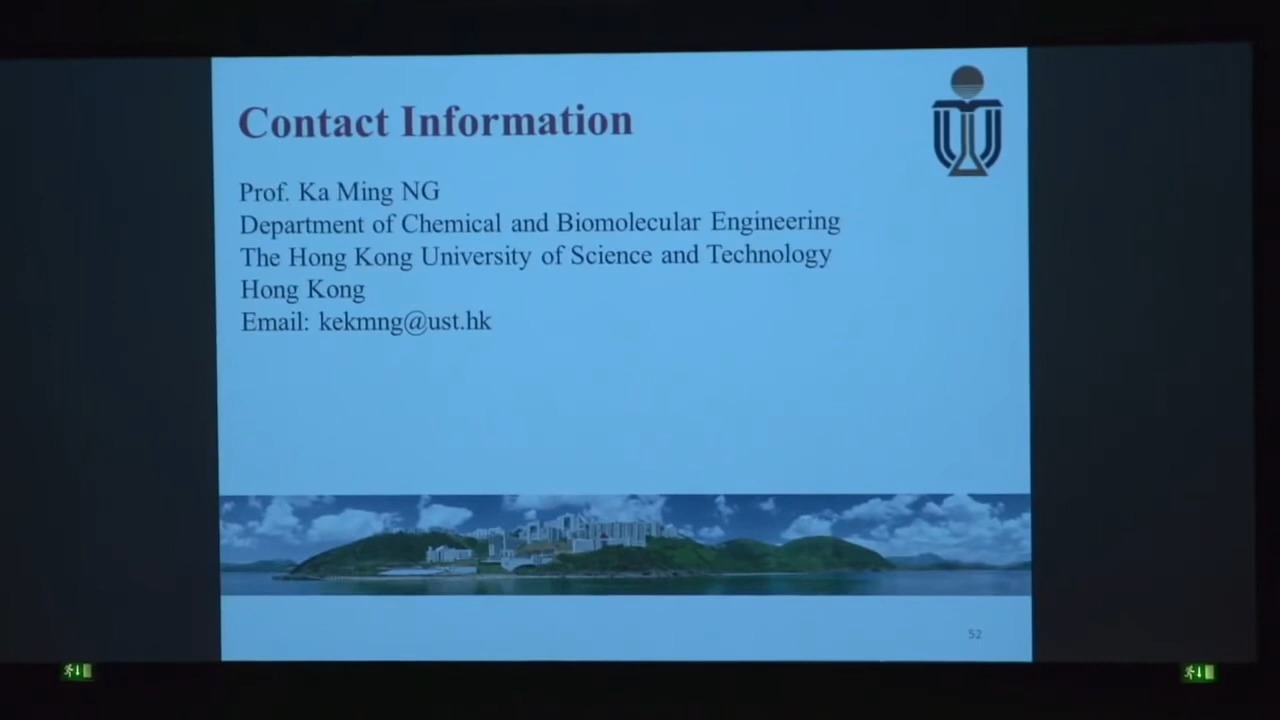 Contact Information
Prof. Ka Ming NG
Department of Chemical and Biomolecular Engineering
The Hong Kong University of Science and Technology
Hong Kong
Email: kekmng@ust.hk
52